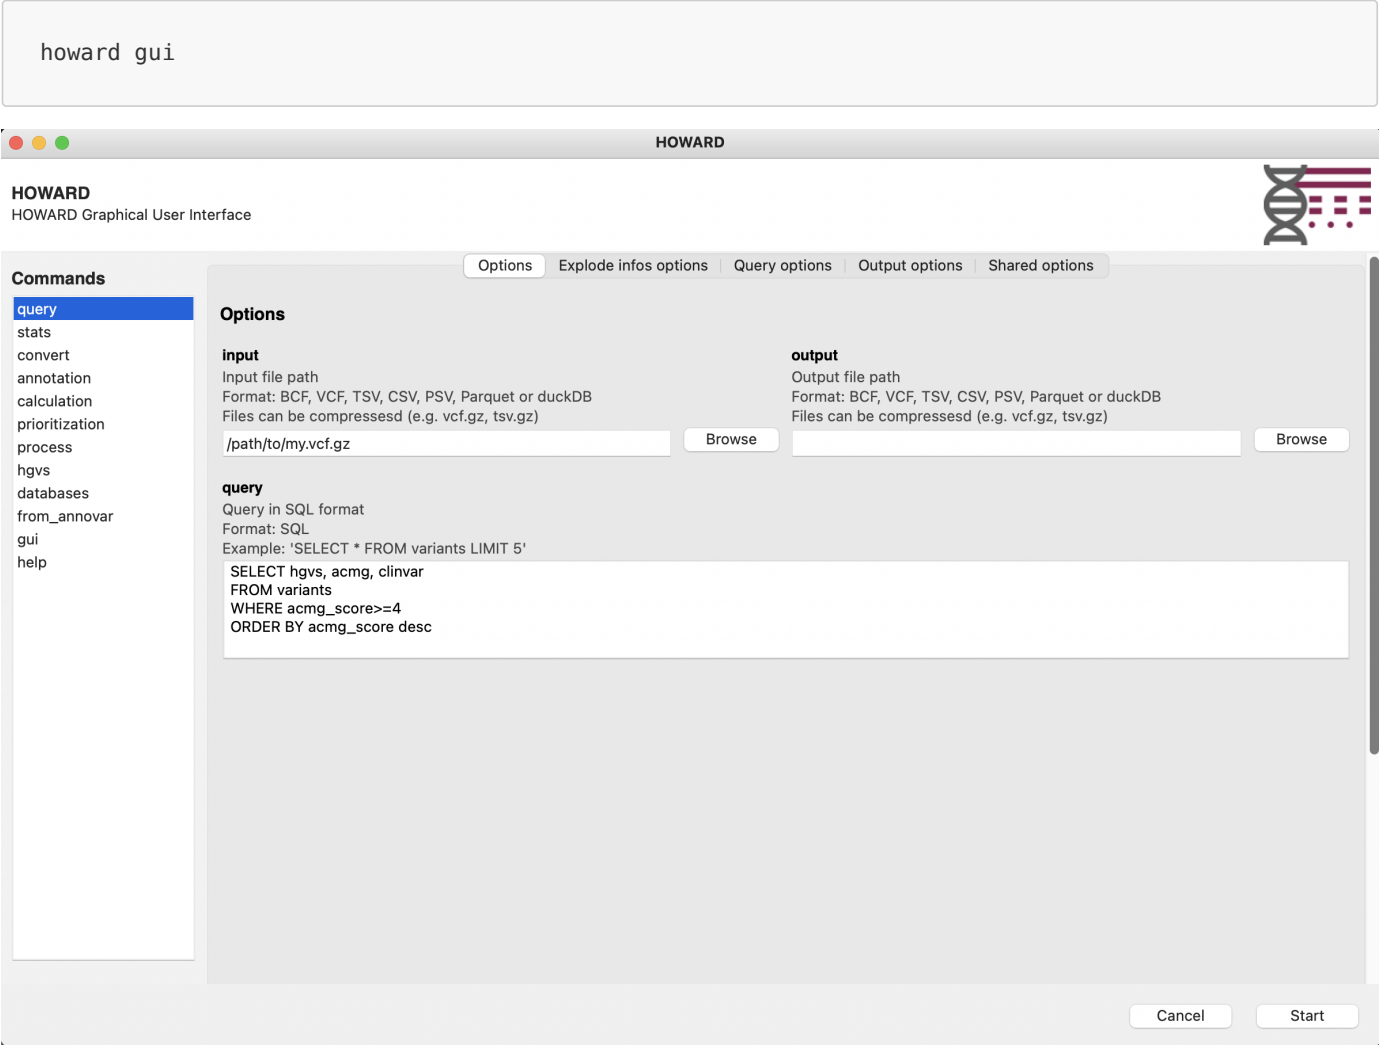 howard gui
HOWARD
HOWARD
HOWARD Graphical User Interface
Commands
query
stats
convert
annotation
calculation
prioritization
process
hgvs
databases
from_annovar
gui
help
Options
Explode infos options
Query options
Output options
Shared options
Options
input
Input file path
Format: BCF, VCF, TSV, CSV, PSV, Parquet or duckDB
Files can be compressesd (e.g. vcf.gz, tsv.gz)
/path/to/my.vcf.gz
Browse
output
Output file path
Format: BCF, VCF, TSV, CSV, PSV, Parquet or duckDB
Files can be compressesd (e.g. vcf.gz, tsv.gz)
Browse
query
Query in SQL format
Format: SQL
Example: 'SELECT * FROM variants LIMIT 5'
SELECT hgvs, acmg, clinvar
FROM variants
WHERE acmg_score>=4
ORDER BY acmg_score desc
Cancel
Start